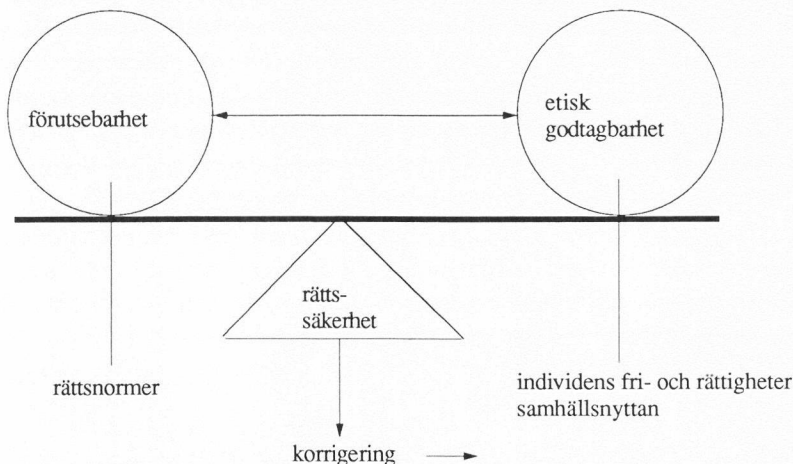 förutsebarhet
etisk
godtagbarhet
rätts-
säkerhet
rättsnormer
individens fri- och rättigheter
samhällsnyttan
korrigering